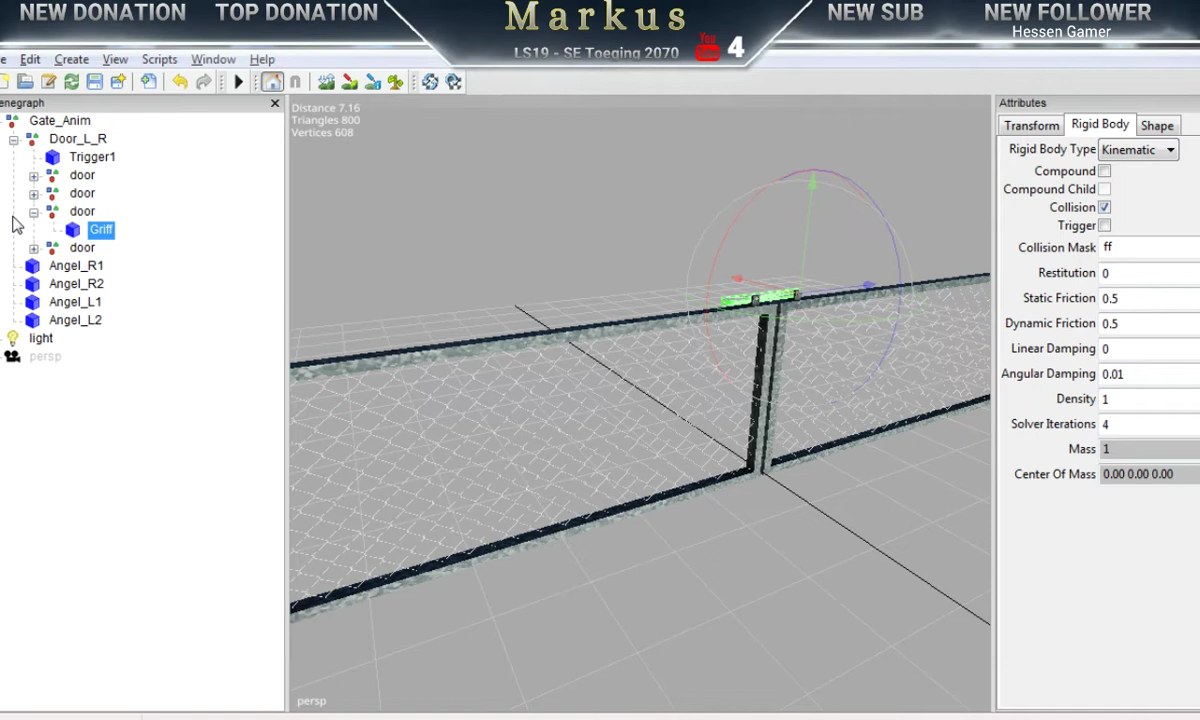 NEW DONATION
TOP DONATION
Markus
NEW SUB
NEW FOLLOWER
Hessen Gamer
LS19 - SE Toeging 2070
You
Tube
4
e Edit Create View Scripts Window Help
enegraph
Gate_Anim
Door_L_R
Trigger1
door
door
door
Griff
door
Angel_R1
Angel_R2
Angel_L1
Angel_L2
light
persp
Distance 7.16
Triangles 800
Vertices 608
persp
Attributes
Transform Rigid Body Shape
Rigid Body Type Kinematic
Compound
Compound Child
Collision
Trigger
Collision Mask ff
Restitution 0
Static Friction 0.5
Dynamic Friction 0.5
Linear Damping 0
Angular Damping 0.01
Density 1
Solver Iterations 4
Mass 1
Center Of Mass 0.00 0.00 0.00